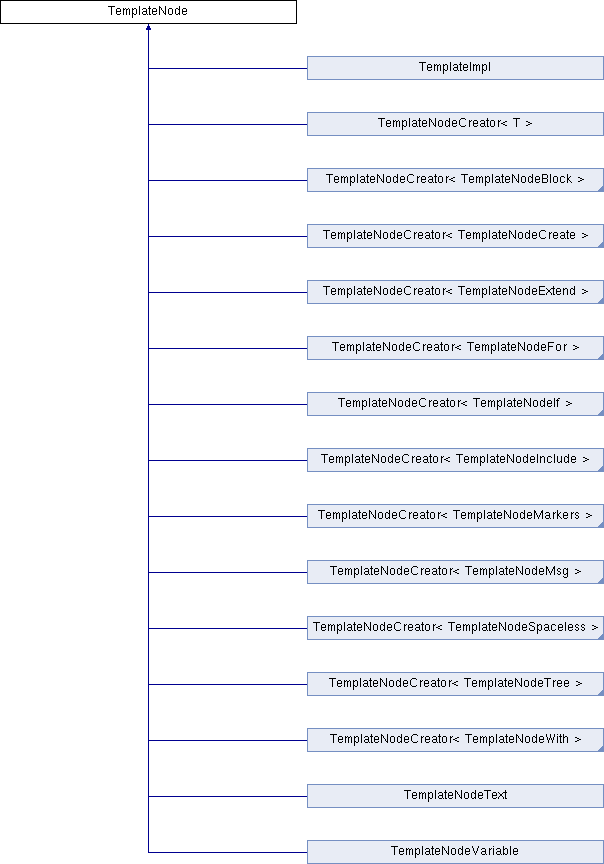 TemplateNode
TemplateImpl
TemplateNodeCreator< T >
TemplateNodeCreator< TemplateNodeBlock >
TemplateNodeCreator< TemplateNodeCreate >
TemplateNodeCreator< TemplateNodeExtend >
TemplateNodeCreator< TemplateNodeFor >
TemplateNodeCreator< TemplateNodeIf >
TemplateNodeCreator< TemplateNodeInclude >
TemplateNodeCreator< TemplateNodeMarkers >
TemplateNodeCreator< TemplateNodeMsg >
TemplateNodeCreator< TemplateNodeSpaceless >
TemplateNodeCreator< TemplateNodeTree >
TemplateNodeCreator< TemplateNodeWith >
TemplateNodeText
TemplateNodeVariable